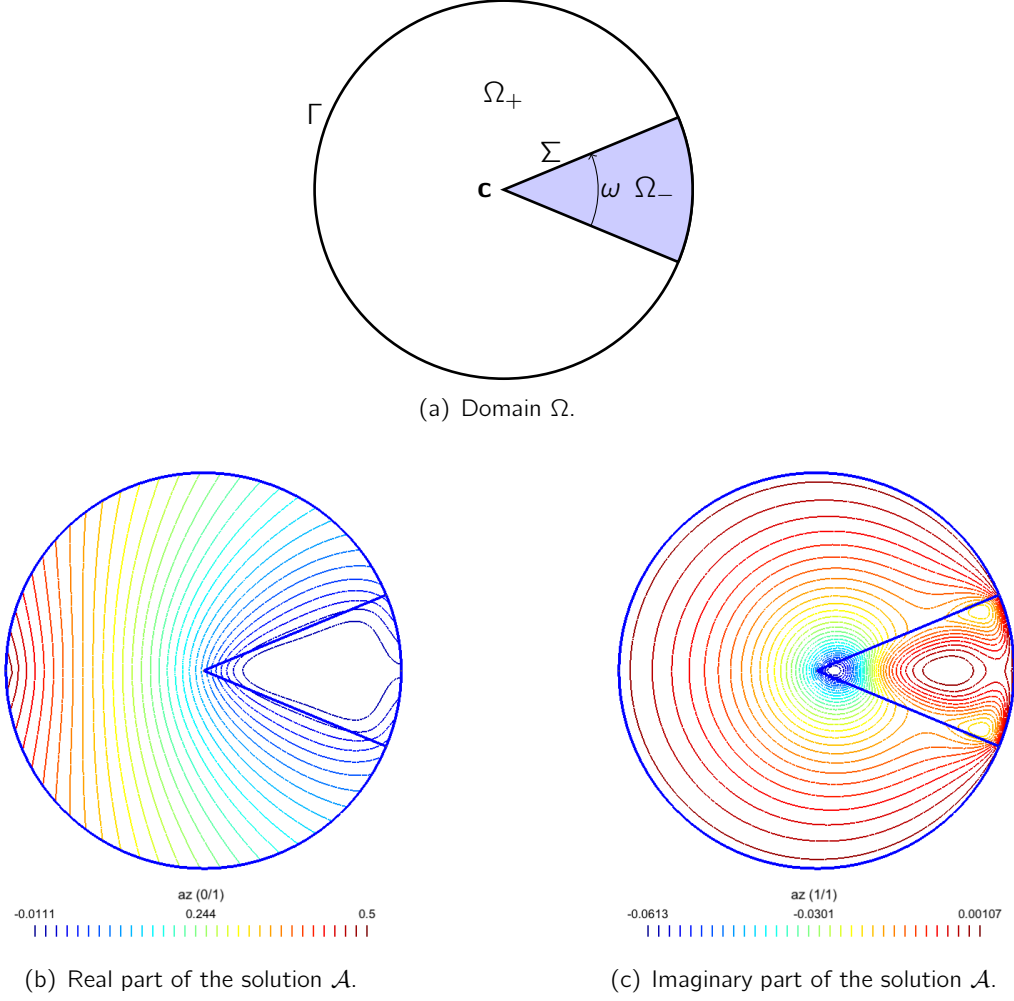 Γ
Ω₊
Σ
c
ω Ω₋
(a) Domain Ω.
az (0/1)
-0.0111 0.244 0.5
(b) Real part of the solution 𝒜.
az (1/1)
-0.0613 -0.0301 0.00107
(c) Imaginary part of the solution 𝒜.